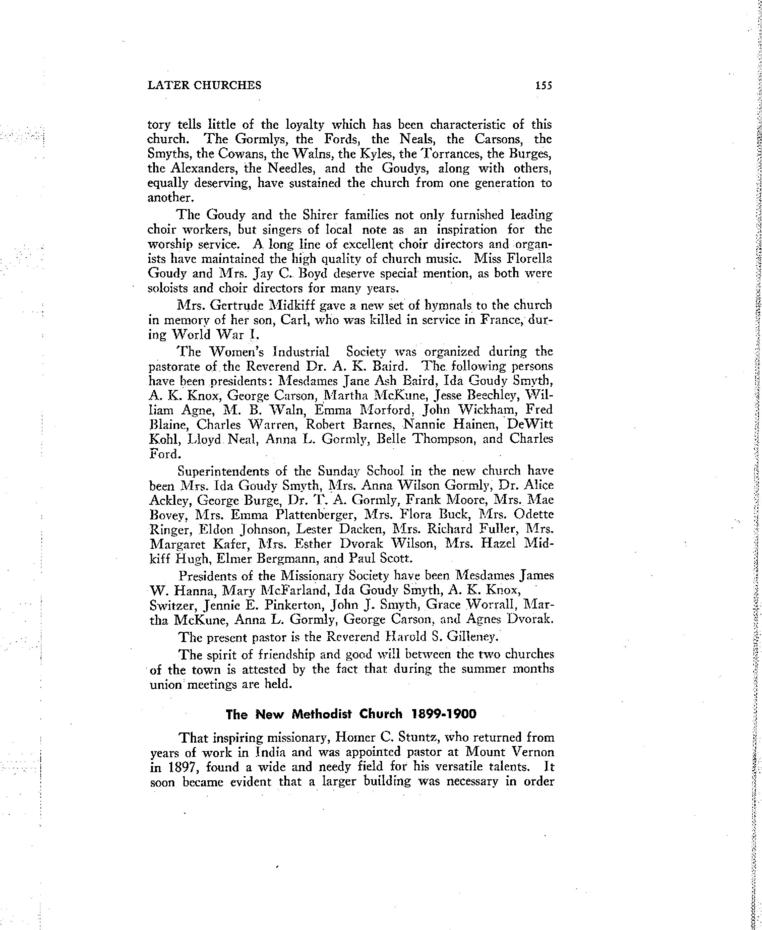 LATER CHURCHES 155
tory tells little of the loyalty which has been characteristic of this
church. The Gormlys, the Fords, the Neals, the Carsons, the
Smyths, the Cowans, the Walns, the Kyles, the Torrances, the Burges,
the Alexanders, the Needles, and the Goudys, along with others,
equally deserving, have sustained the church from one generation to
another.
The Goudy and the Shirer families not only furnished leading
choir workers, but singers of local note as an inspiration for the
worship service. A long line of excellent choir directors and organ-
ists have maintained the high quality of church music. Miss Florella
Goudy and Mrs. Jay C. Boyd deserve special mention, as both were
soloists and choir directors for many years.
Mrs. Gertrude Midkiff gave a new set of hymnals to the church
in memory of her son, Carl, who was killed in service in France, dur-
ing World War I.
The Women's Industrial Society was organized during the
pastorate of the Reverend Dr. A. K. Baird. The following persons
have been presidents: Mesdames Jane Ash Baird, Ida Goudy Smyth,
A. K. Knox, George Carson, Martha McKune, Jesse Beechley, Wil-
liam Agne, M. B. Waln, Emma Morford, John Wickham, Fred
Blaine, Charles Warren, Robert Barnes, Nannie Hainen, DeWitt
Kohl, Lloyd Neal, Anna L. Gormly, Belle Thompson, and Charles
Ford.
Superintendents of the Sunday School in the new church have
been Mrs. Ida Goudy Smyth, Mrs. Anna Wilson Gormly, Dr. Alice
Ackley, George Burge, Dr. T. A. Gormly, Frank Moore, Mrs. Mae
Bovey, Mrs. Emma Plattenberger, Mrs. Flora Buck, Mrs. Odette
Ringer, Eldon Johnson, Lester Dacken, Mrs. Richard Fuller, Mrs.
Margaret Kafer, Mrs. Esther Dvorak Wilson, Mrs. Hazel Mid-
kiff Hugh, Elmer Bergmann, and Paul Scott.
Presidents of the Missionary Society have been Mesdames James
W. Hanna, Mary McFarland, Ida Goudy Smyth, A. K. Knox,
Switzer, Jennie E. Pinkerton, John J. Smyth, Grace Worrall, Mar-
tha McKune, Anna L. Gormly, George Carson, and Agnes Dvorak.
The present pastor is the Reverend Harold S. Gilleney.
The spirit of friendship and good will between the two churches
of the town is attested by the fact that during the summer months
union meetings are held.
The New Methodist Church 1899-1900
That inspiring missionary, Homer C. Stuntz, who returned from
years of work in India and was appointed pastor at Mount Vernon
in 1897, found a wide and needy field for his versatile talents. It
soon became evident that a larger building was necessary in order